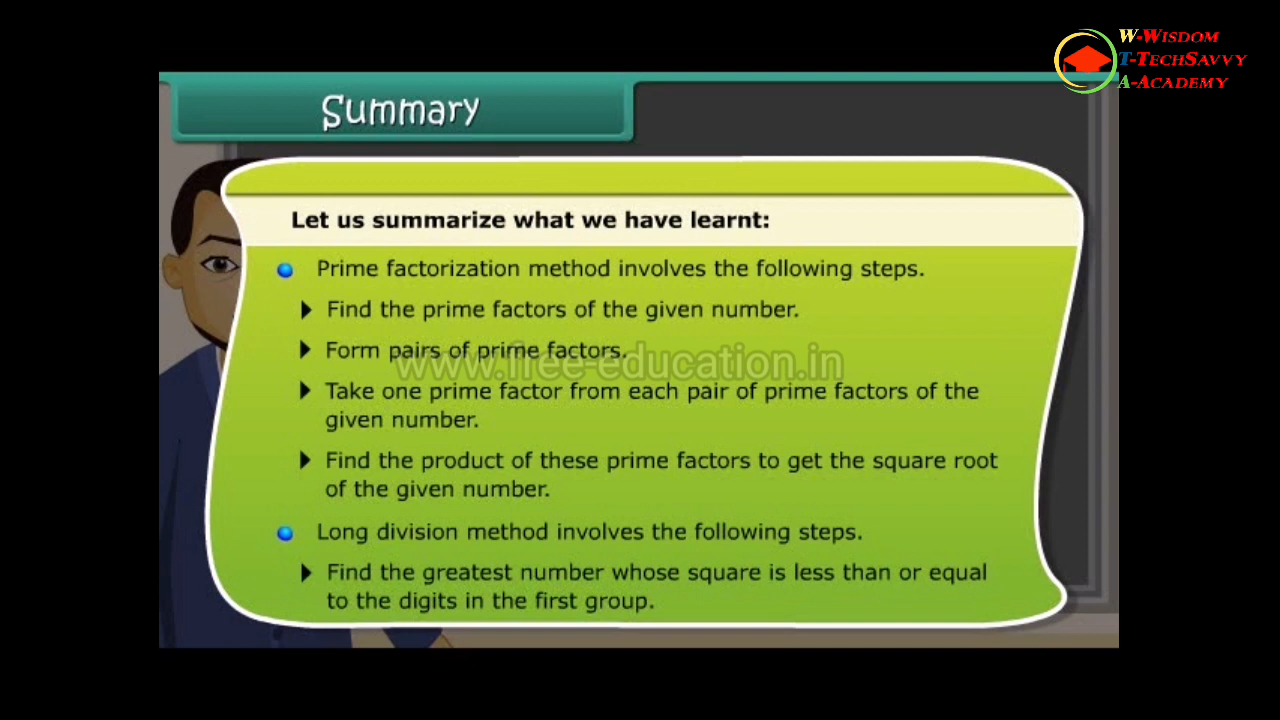 W-Wisdom
T-TechSavvy
A-Academy
Summary
Let us summarize what we have learnt:
Prime factorization method involves the following steps.
Find the prime factors of the given number.
Form pairs of prime factors.
www.free-education.in
Take one prime factor from each pair of prime factors of the
given number.
Find the product of these prime factors to get the square root
of the given number.
Long division method involves the following steps.
Find the greatest number whose square is less than or equal
to the digits in the first group.